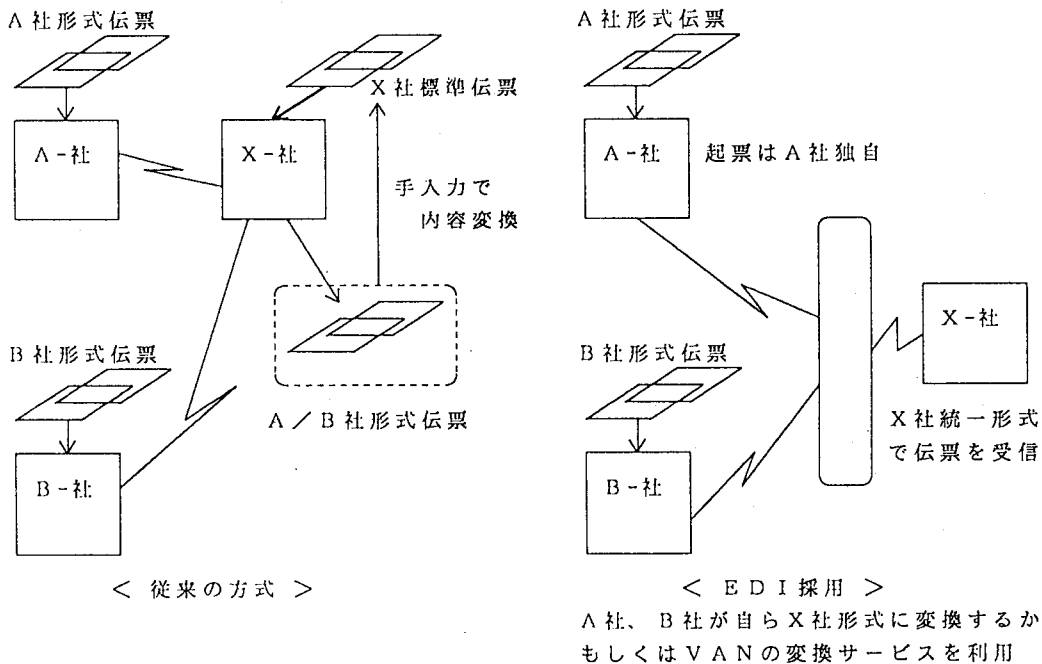 A社形式伝票
X社標準伝票
A-社
X-社
手入力で
内容変換
B社形式伝票
A／B社形式伝票
B-社
＜ 従来の方式 ＞
A社形式伝票
A-社
起票はA社独自
X-社
B社形式伝票
X社統一形式
で伝票を受信
B-社
＜ EDI採用 ＞
A社、B社が自らX社形式に変換するか
もしくはVANの変換サービスを利用